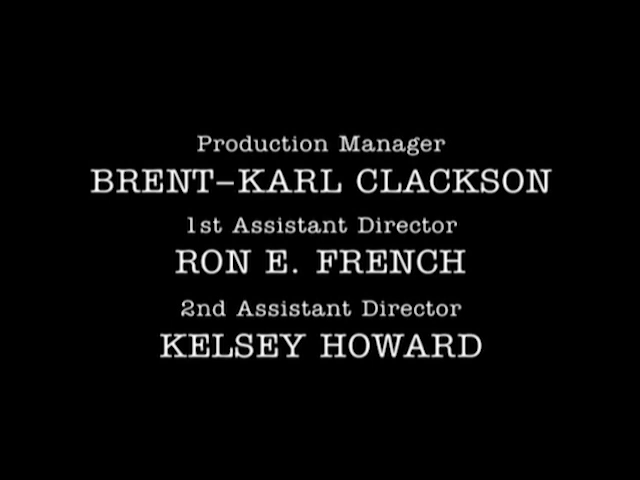 Production Manager
BRENT-KARL CLACKSON
1st Assistant Director
RON E. FRENCH
2nd Assistant Director
KELSEY HOWARD